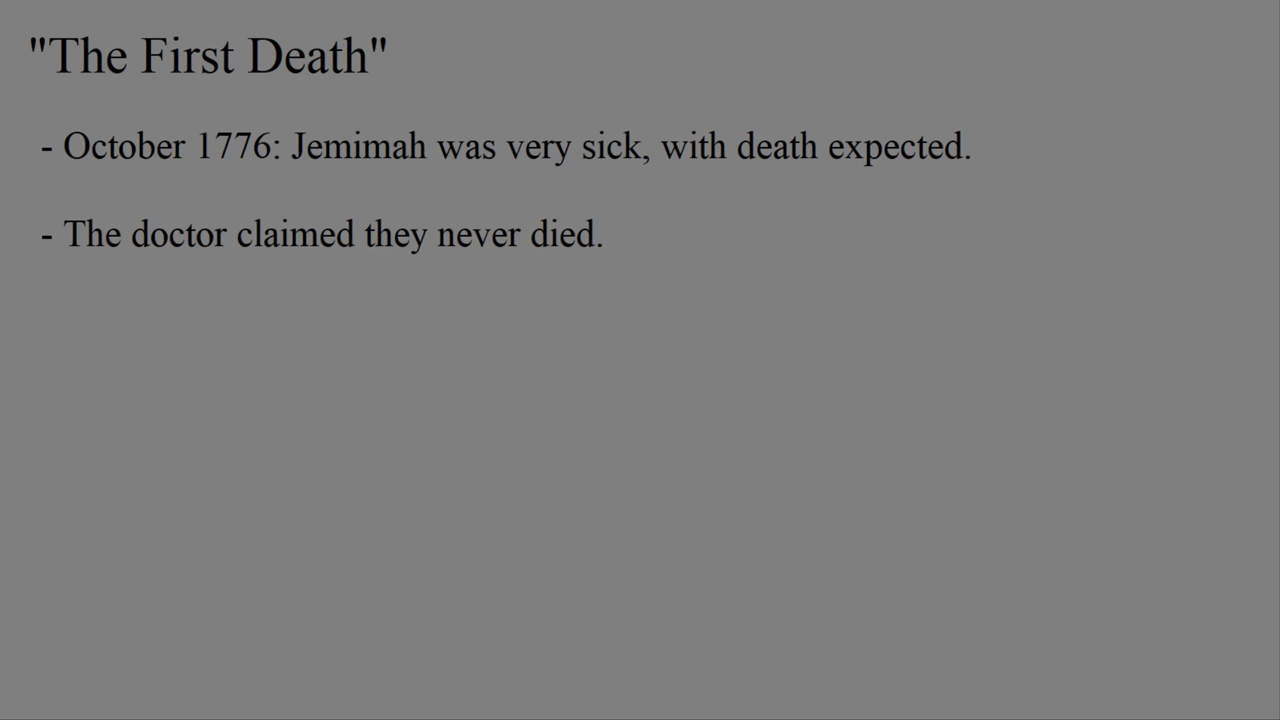 "The First Death"
- October 1776: Jemimah was very sick, with death expected.
- The doctor claimed they never died.